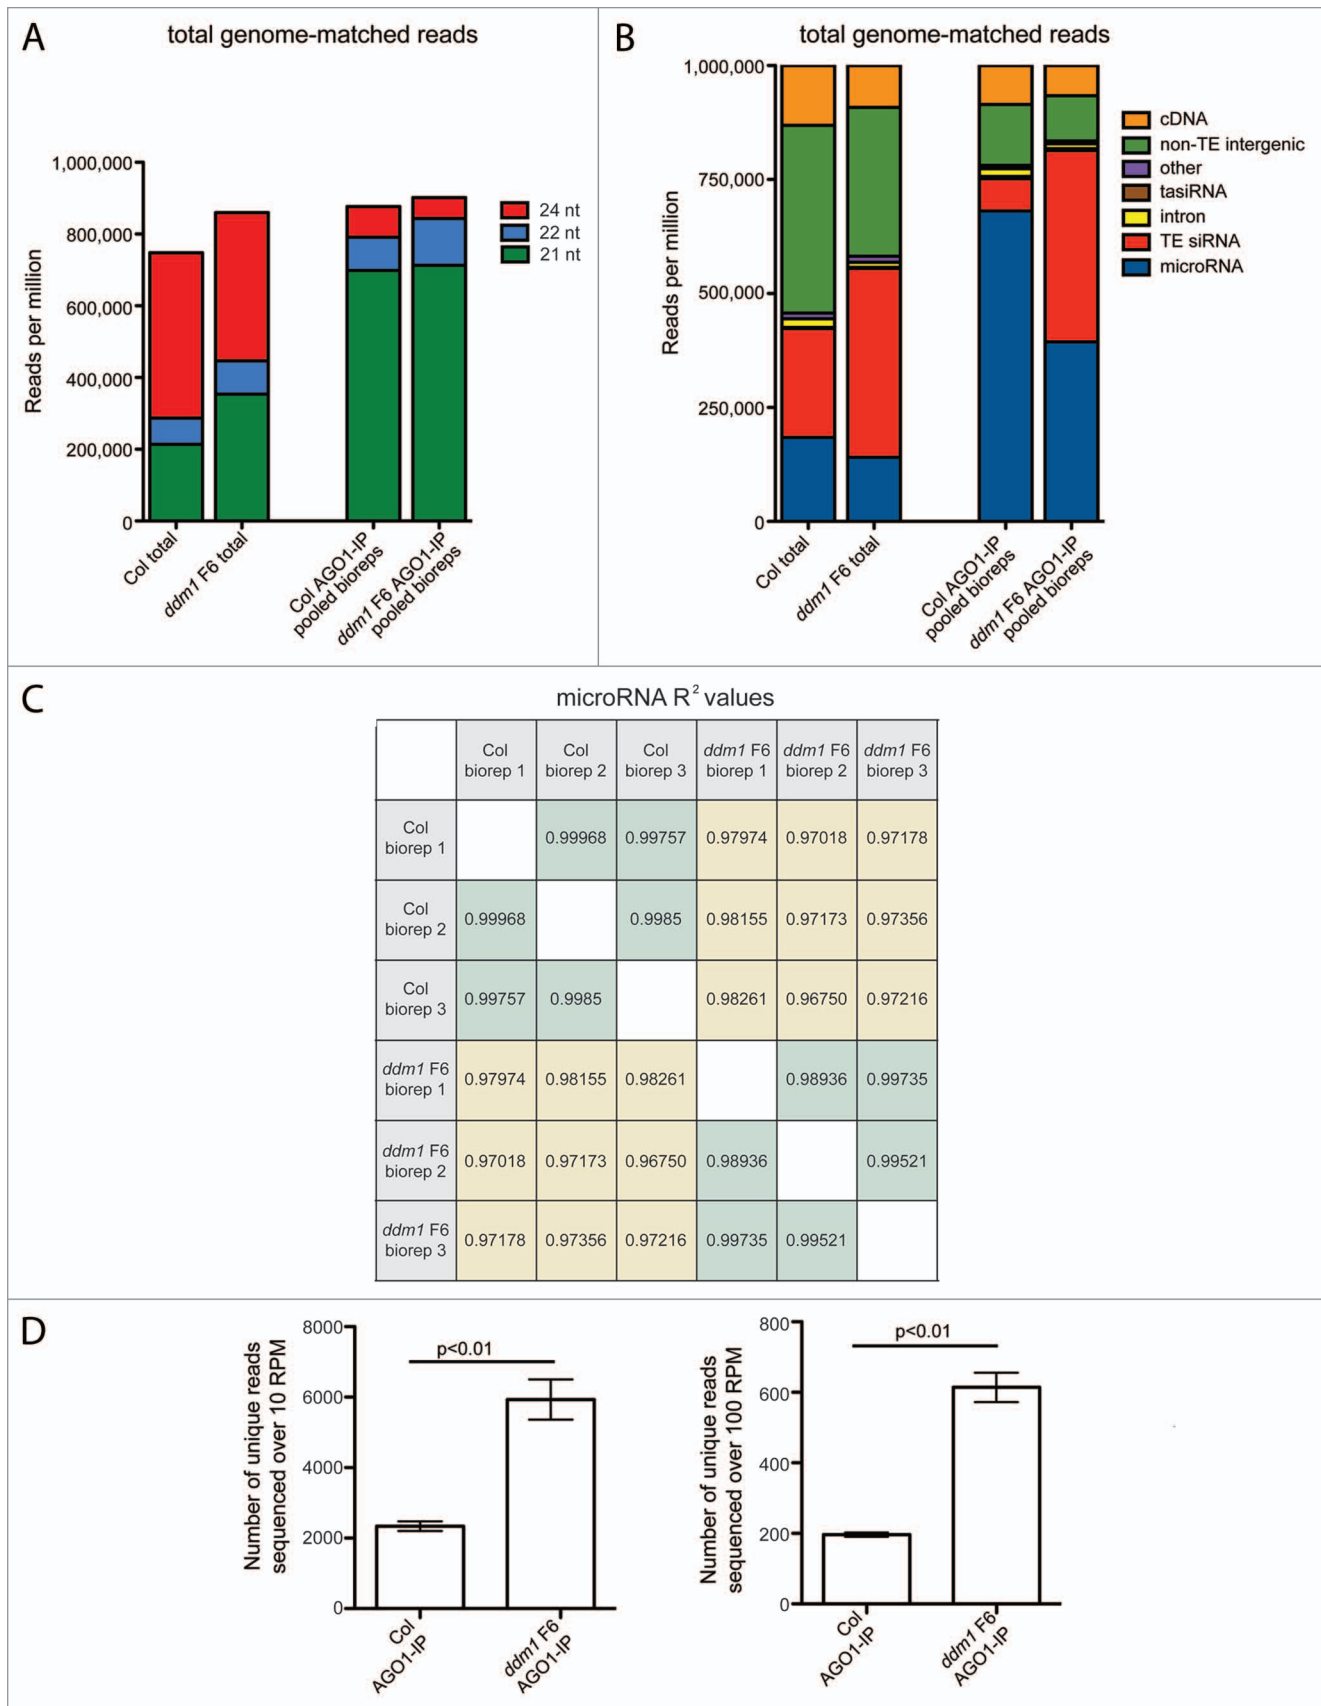 A
total genome-matched reads
Reads per million
1,000,000
800,000
600,000
400,000
200,000
0
24 nt
22 nt
21 nt
Col total
ddm1 F6 total
Col AGO1-IP
pooled bioreps
ddm1 F6 AGO1-IP
pooled bioreps
B
total genome-matched reads
Reads per million
1,000,000
750,000
500,000
250,000
0
cDNA
non-TE intergenic
other
tasiRNA
intron
TE siRNA
microRNA
Col total
ddm1 F6 total
Col AGO1-IP
pooled bioreps
ddm1 F6 AGO1-IP
pooled bioreps
C
microRNA R² values
Col biorep 1 Col biorep 2 Col biorep 3 ddm1 F6 biorep 1 ddm1 F6 biorep 2 ddm1 F6 biorep 3
Col biorep 1 0.99968 0.99757 0.97974 0.97018 0.97178
Col biorep 2 0.99968 0.9985 0.98155 0.97173 0.97356
Col biorep 3 0.99757 0.9985 0.98261 0.96750 0.97216
ddm1 F6 biorep 1 0.97974 0.98155 0.98261 0.98936 0.99735
ddm1 F6 biorep 2 0.97018 0.97173 0.96750 0.98936 0.99521
ddm1 F6 biorep 3 0.97178 0.97356 0.97216 0.99735 0.99521
D
Number of unique reads
sequenced over 10 RPM
8000
6000
4000
2000
0
p<0.01
Col
AGO1-IP
ddm1 F6
AGO1-IP
Number of unique reads
sequenced over 100 RPM
800
600
400
200
0
p<0.01
Col
AGO1-IP
ddm1 F6
AGO1-IP